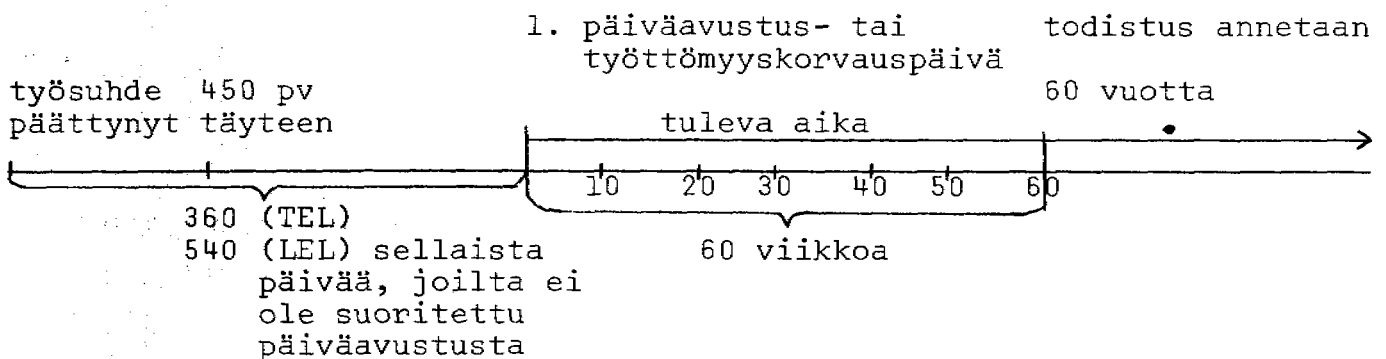 1. päiväavustus- tai
työttömyyskorvauspäivä
todistus annetaan
60 vuotta
työsuhde 450 pv
päättynyt täyteen
tuleva aika
10 20 30 40 50 60
360 (TEL)
540 (LEL) sellaista
päivää, joilta ei
ole suoritettu
päiväavustusta
60 viikkoa